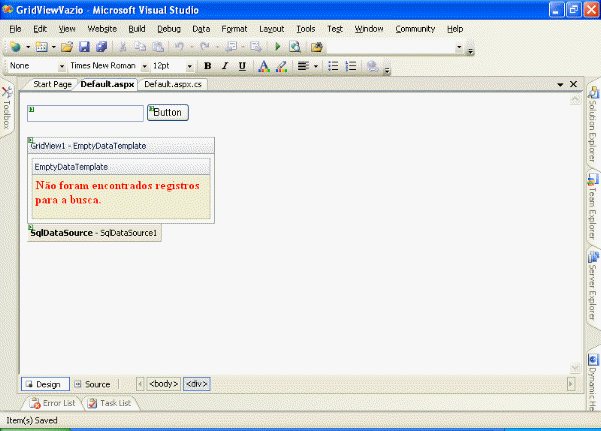 GridViewVazio - Microsoft Visual Studio
File Edit View Website Build Debug Data Format Layout Tools Test Window Community Help
None Times New Roman 12pt B I U A
Start Page Default.aspx Default.aspx.cs
Toolbox
Button
GridView1 - EmptyDataTemplate
EmptyDataTemplate
Não foram encontrados registros
para a busca.
SqlDataSource - SqlDataSource1
Solution Explorer
Team Explorer
Server Explorer
Dynamic He
Design Source <body> <div>
Error List Task List
Item(s) Saved